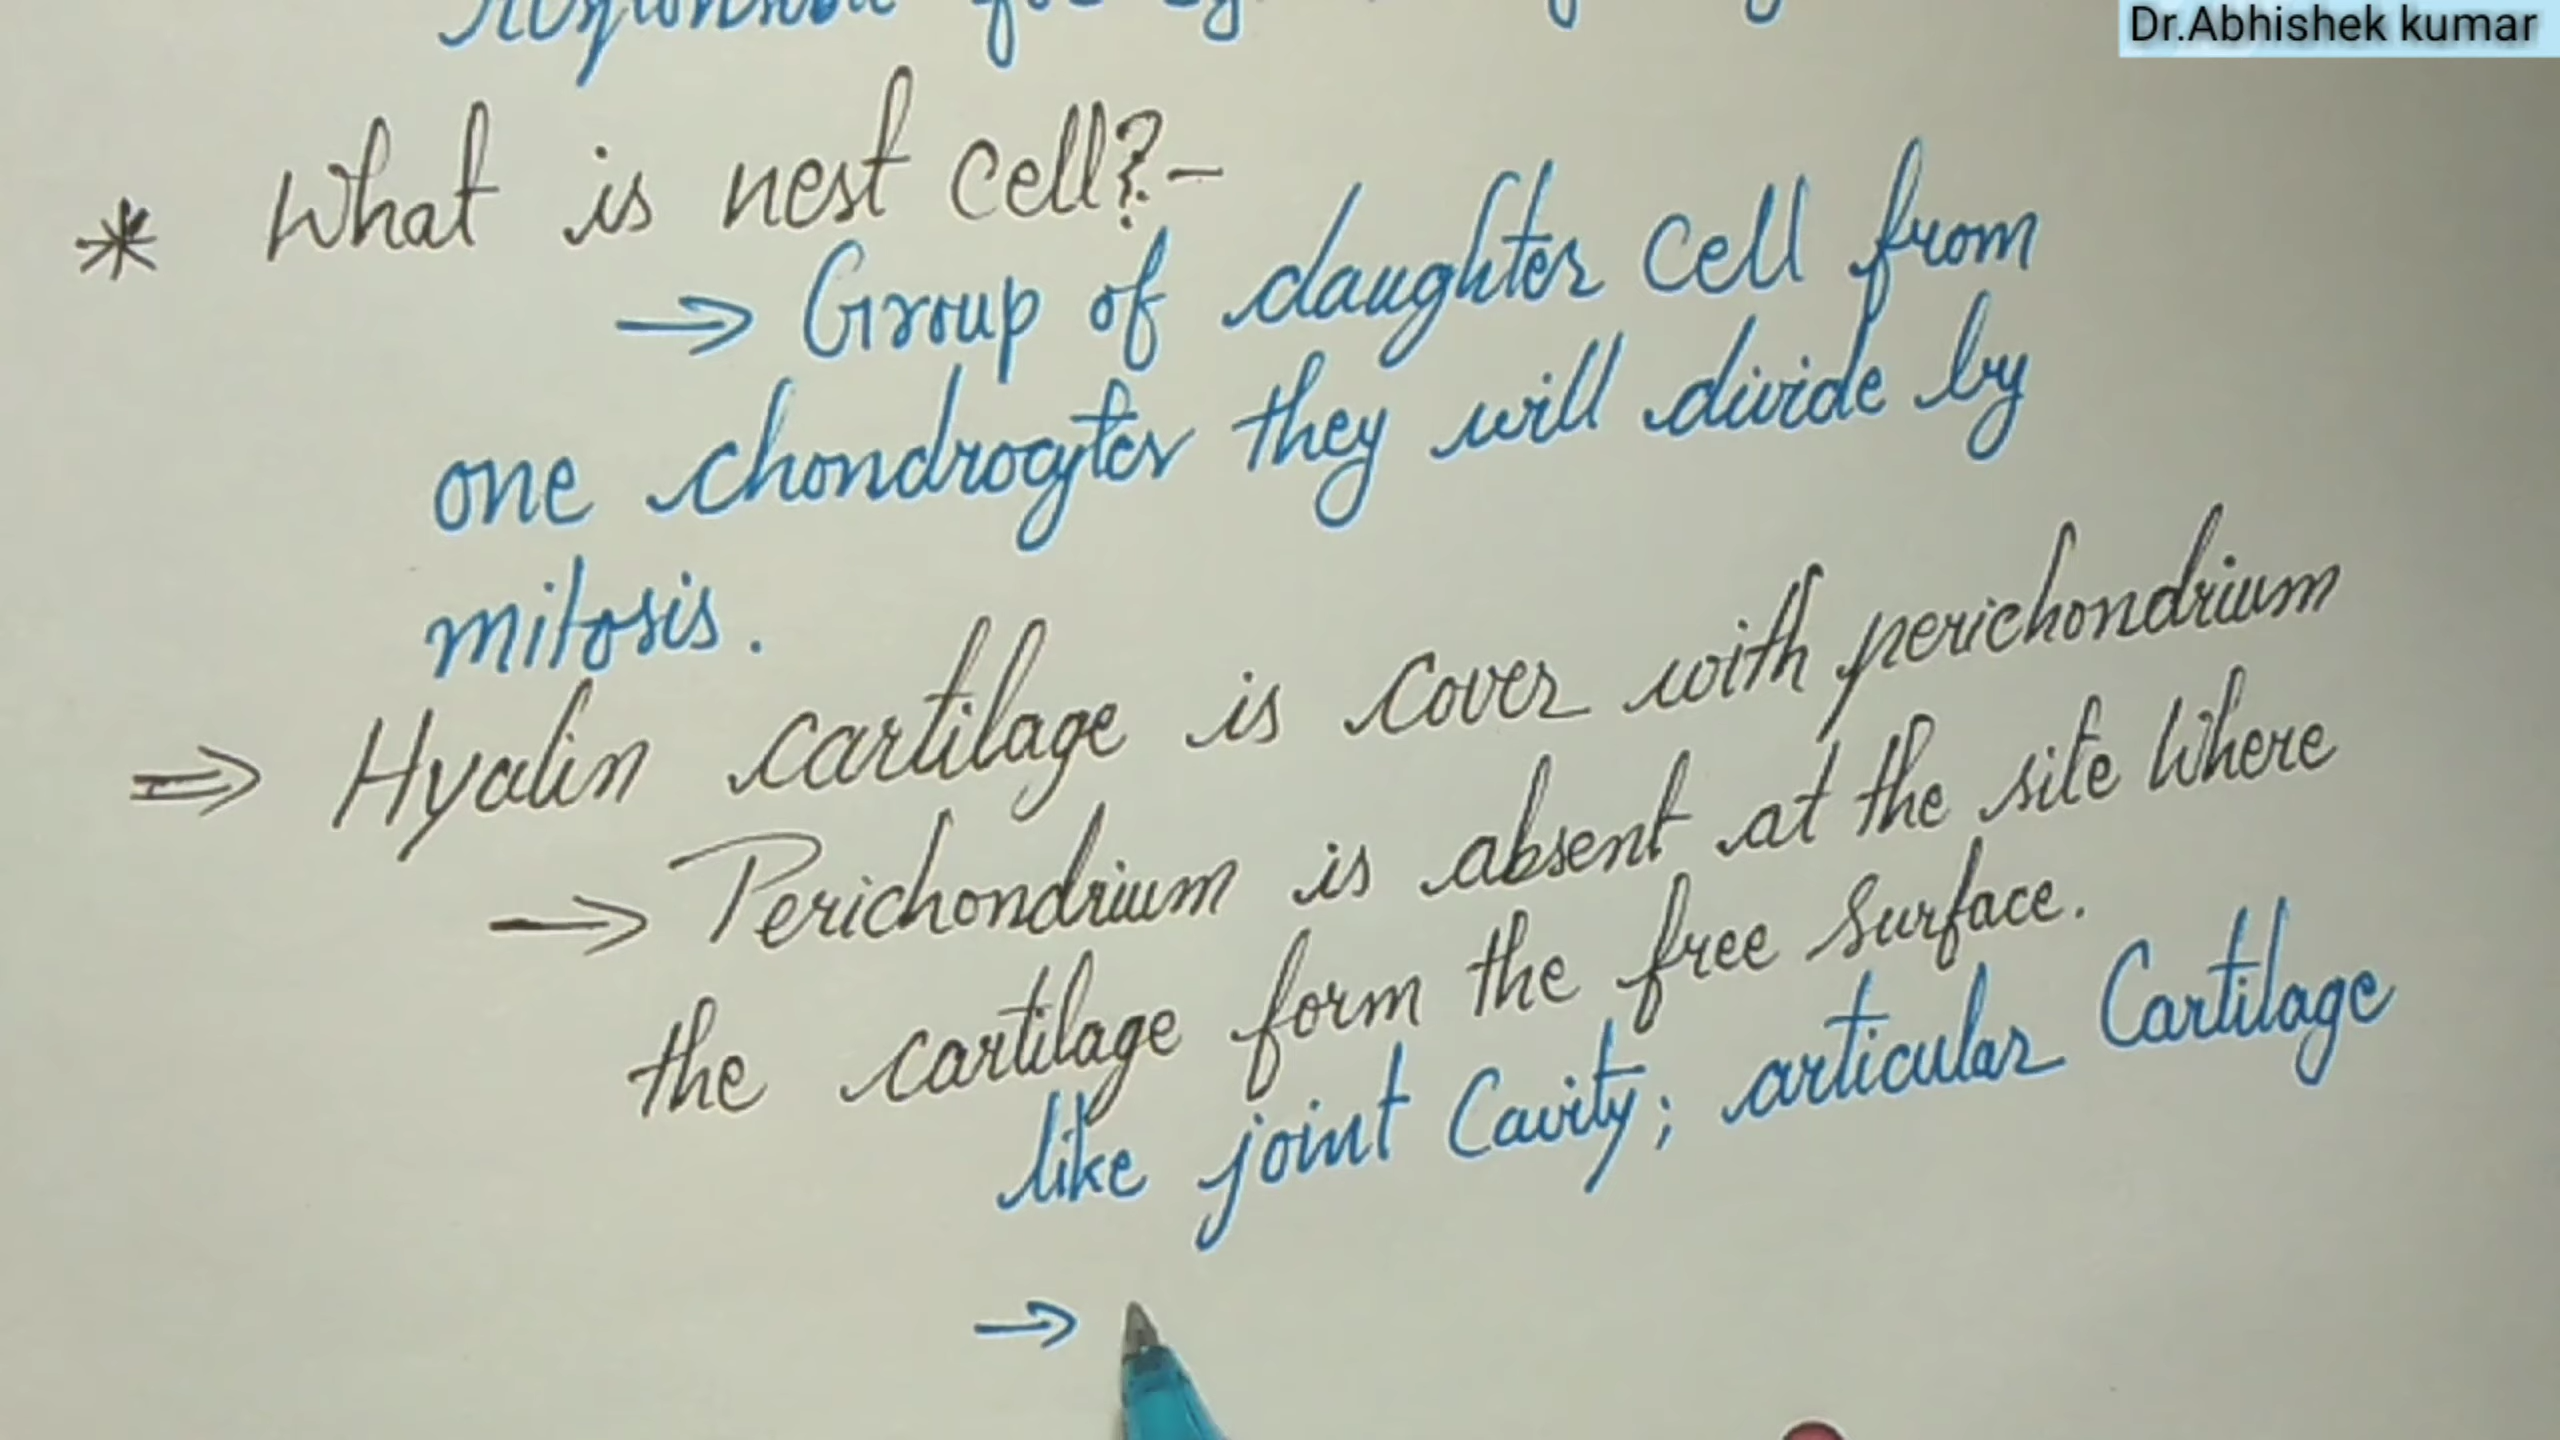 Dr.Abhishek kumar
* What is nest cell?-
→ Group of daughter cell from
one chondrocytes they will divide by
mitosis.
⇒ Hyalin cartilage is cover with perichondrium
→ Perichondrium is absent at the site where
the cartilage form the free surface.
like joint Cavity; articular Cartilage
→